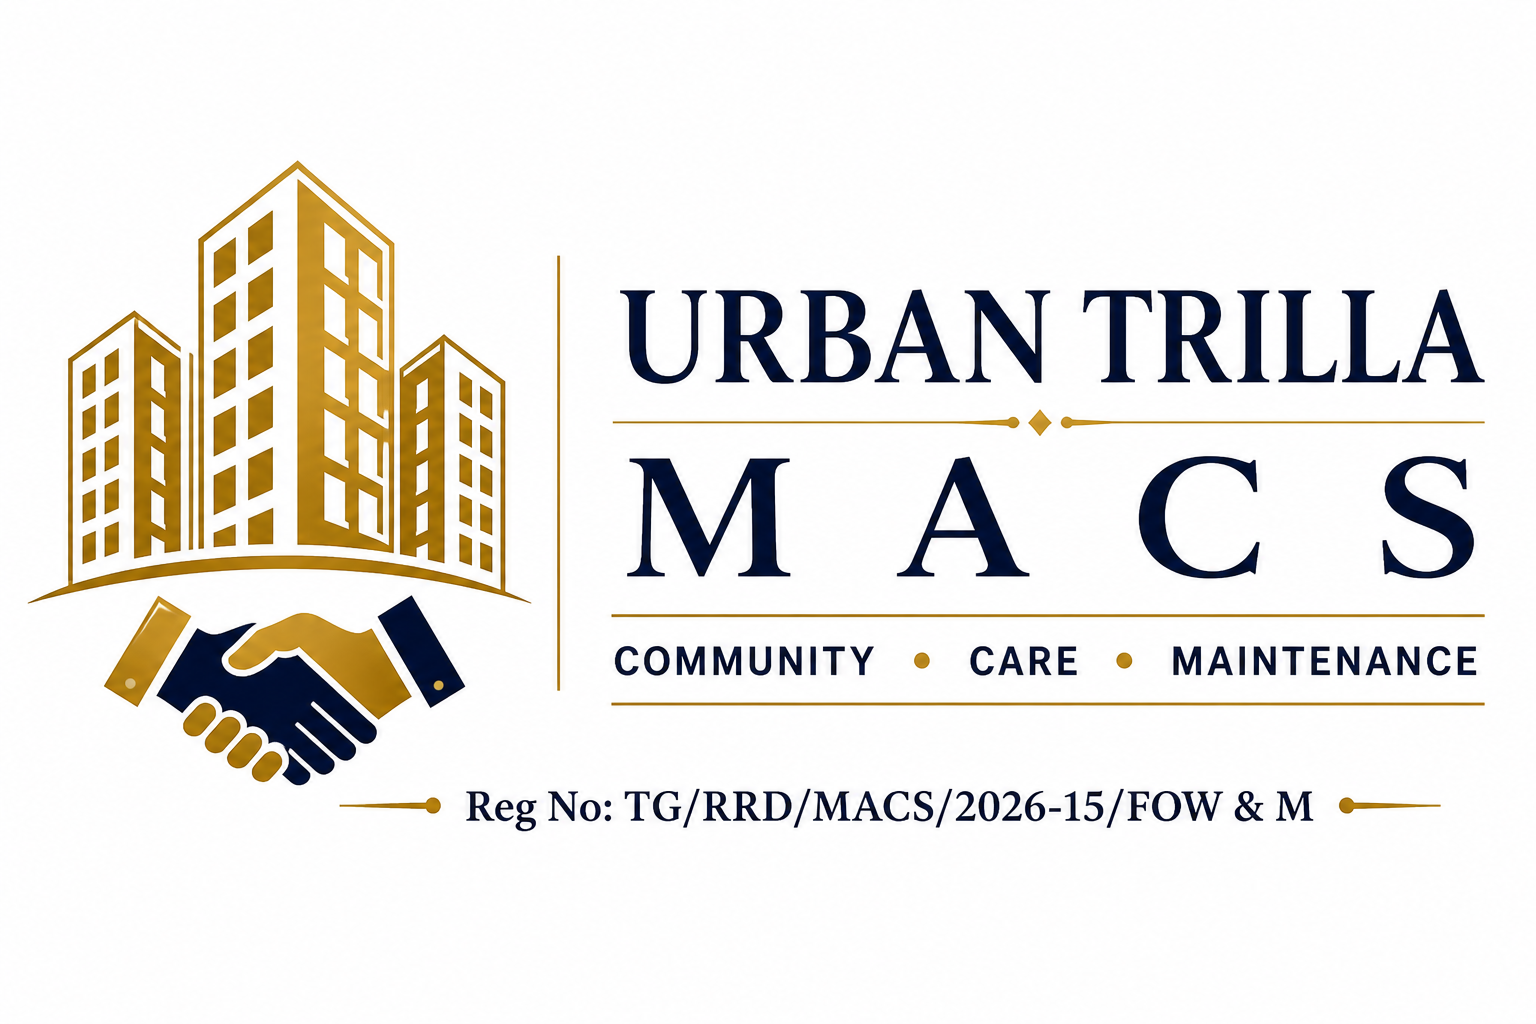 URBAN TRILLA
MACS
COMMUNITY • CARE • MAINTENANCE
Reg No: TG/RRD/MACS/2026-15/FOW & M